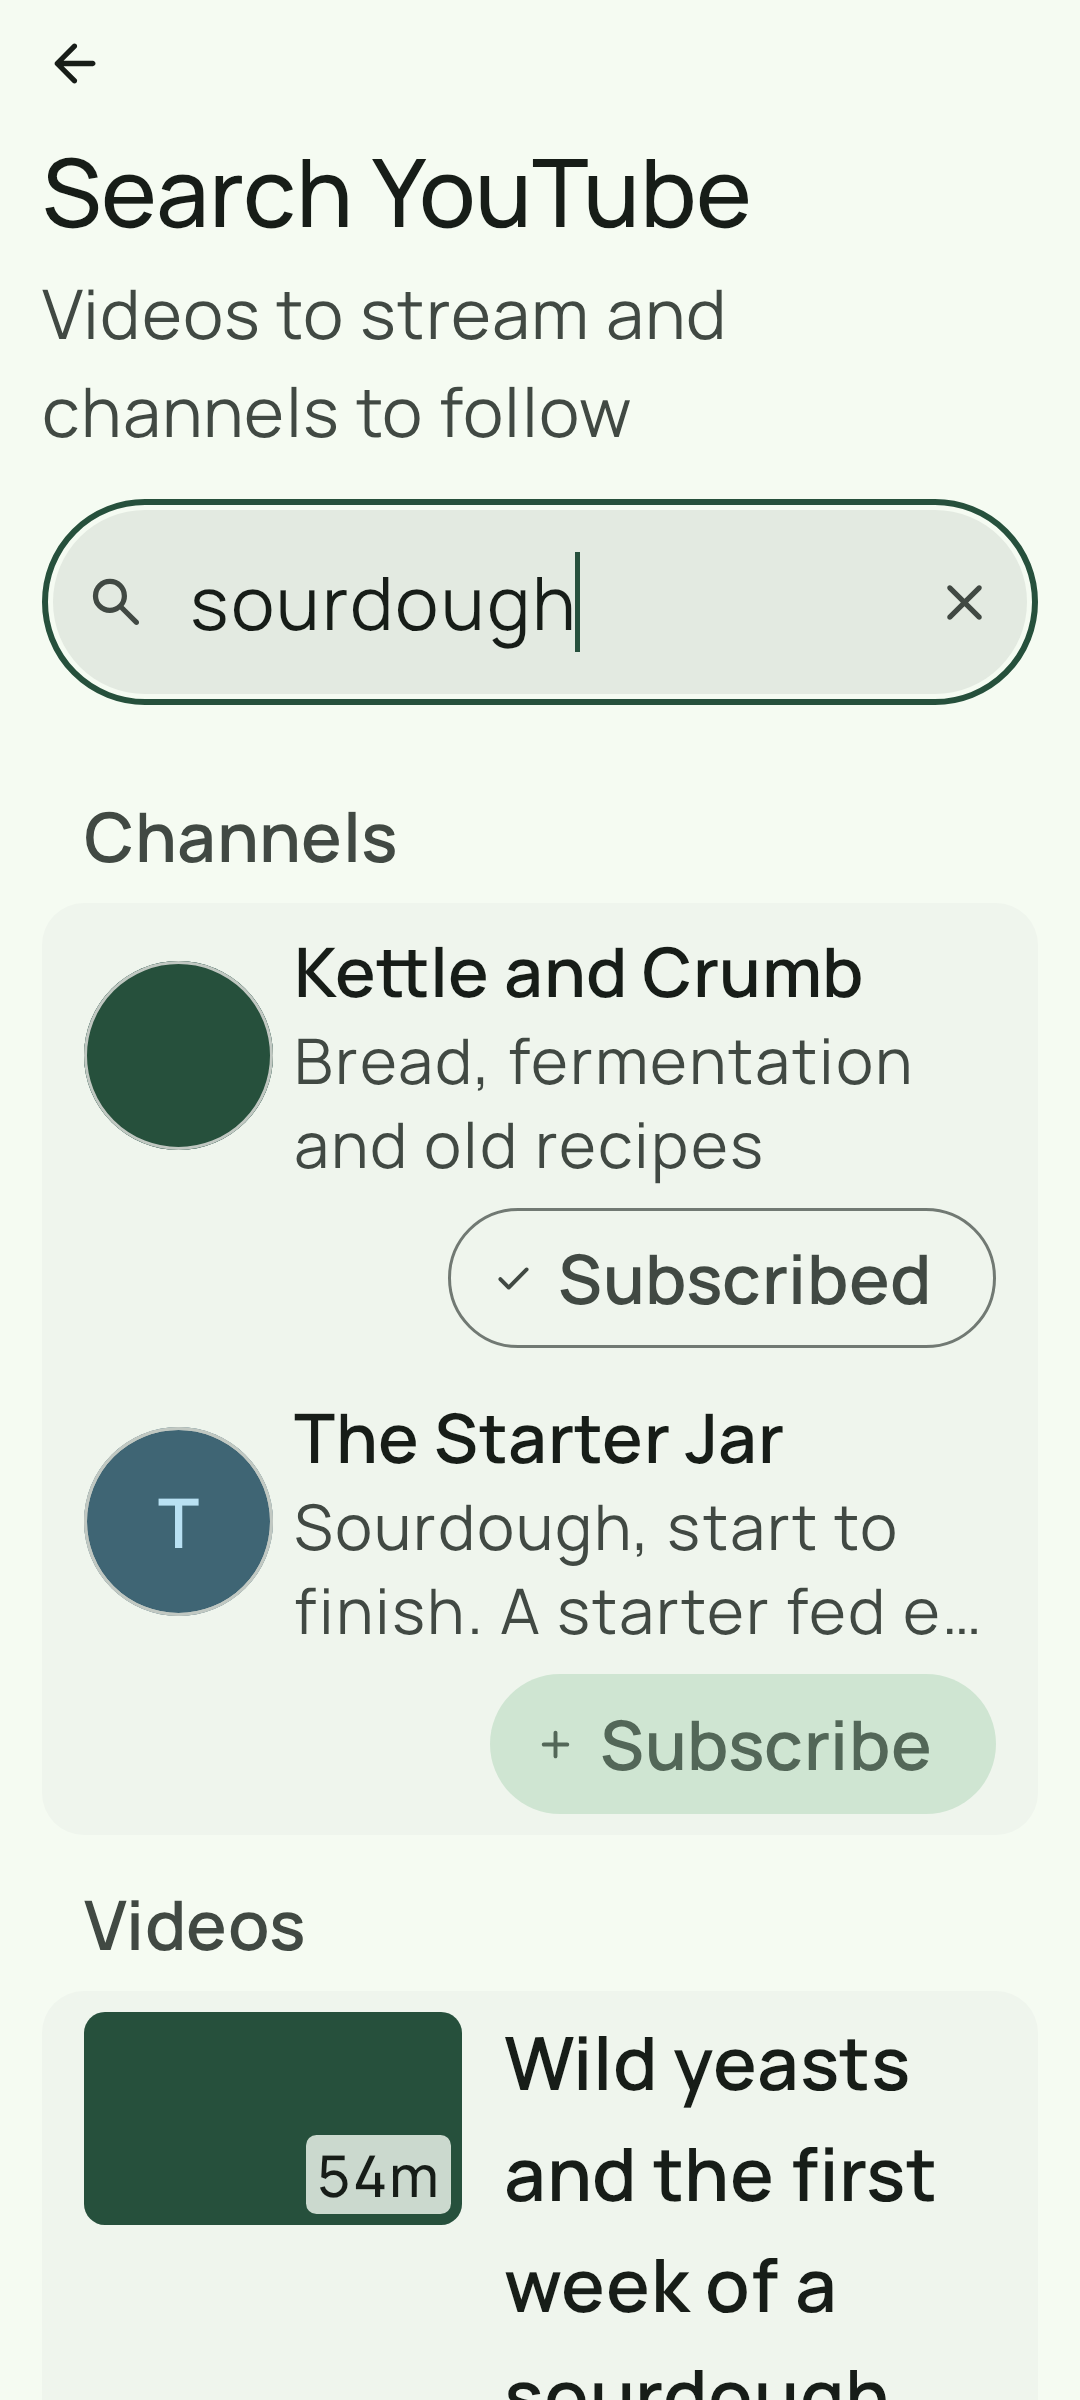 Search YouTube
Videos to stream and
channels to follow
sourdough
Channels
Kettle and Crumb
Bread, fermentation
and old recipes
Subscribed
T
The Starter Jar
Sourdough, start to
finish. A starter fed e…
Subscribe
Videos
54m
Wild yeasts
and the first
week of a
sourdough